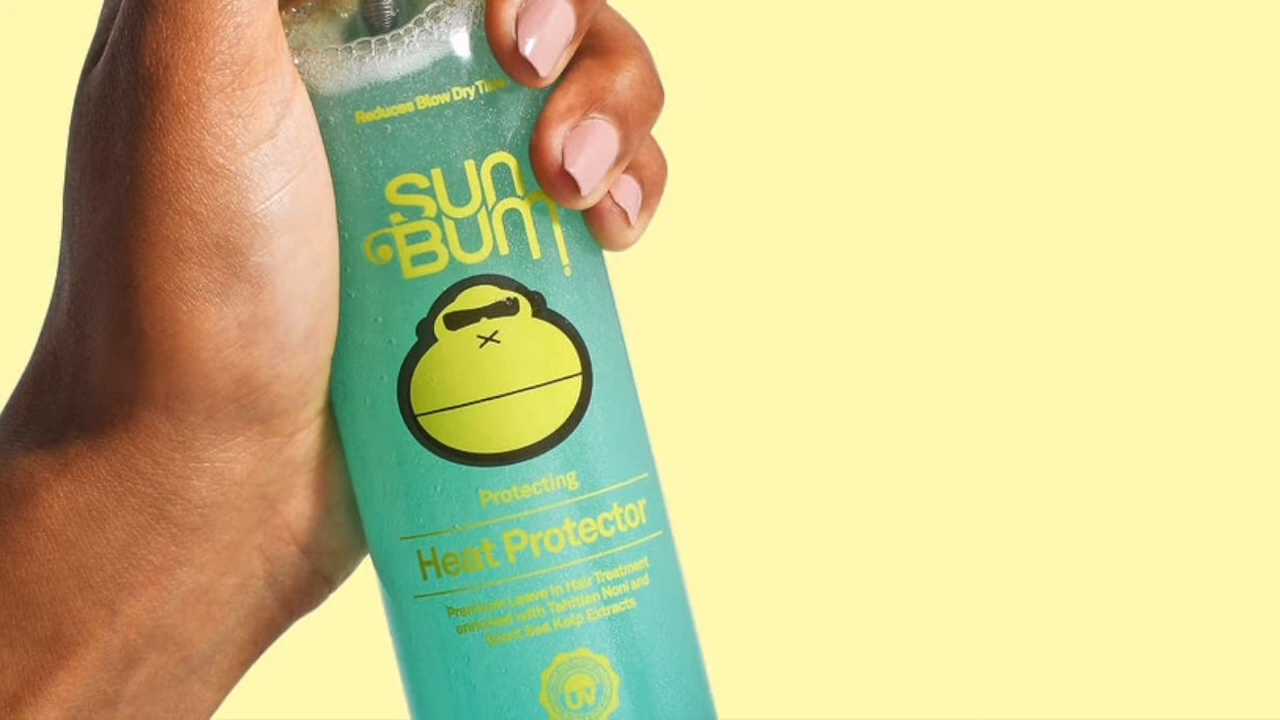 Reduces Blow Dry Time
SUN
BUM
Protecting
Heat Protector
Premium Leave In Hair Treatment
enriched with Tahitian Noni and
Giant Sea Kelp Extracts
UV